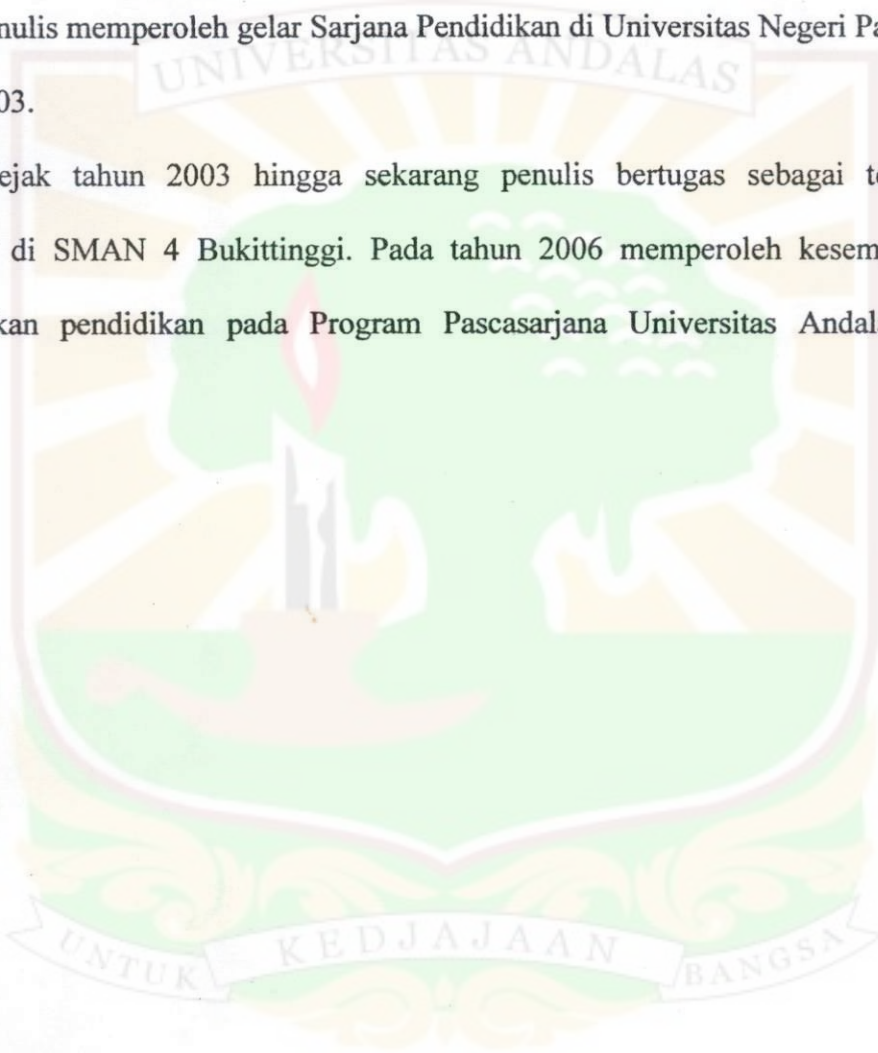 nulis memperoleh gelar Sarjana Pendidikan di Universitas Negeri Pa
UNIVERSITAS ANDALAS
03.
ejak tahun 2003 hingga sekarang penulis bertugas sebagai te
di SMAN 4 Bukittinggi. Pada tahun 2006 memperoleh kesem
kan pendidikan pada Program Pascasarjana Universitas Andal
UNTUK KEDJAJAAN BANGSA